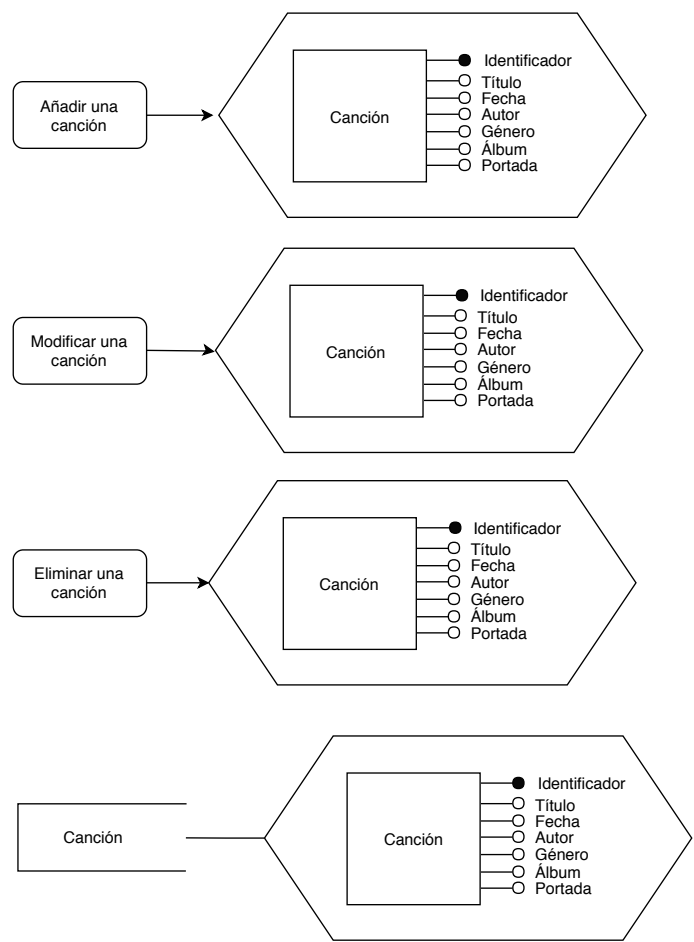 Añadir una
canción
Canción
Identificador
Título
Fecha
Autor
Género
Álbum
Portada
Modificar una
canción
Canción
Identificador
Título
Fecha
Autor
Género
Álbum
Portada
Eliminar una
canción
Canción
Identificador
Título
Fecha
Autor
Género
Álbum
Portada
Canción
Canción
Identificador
Título
Fecha
Autor
Género
Álbum
Portada